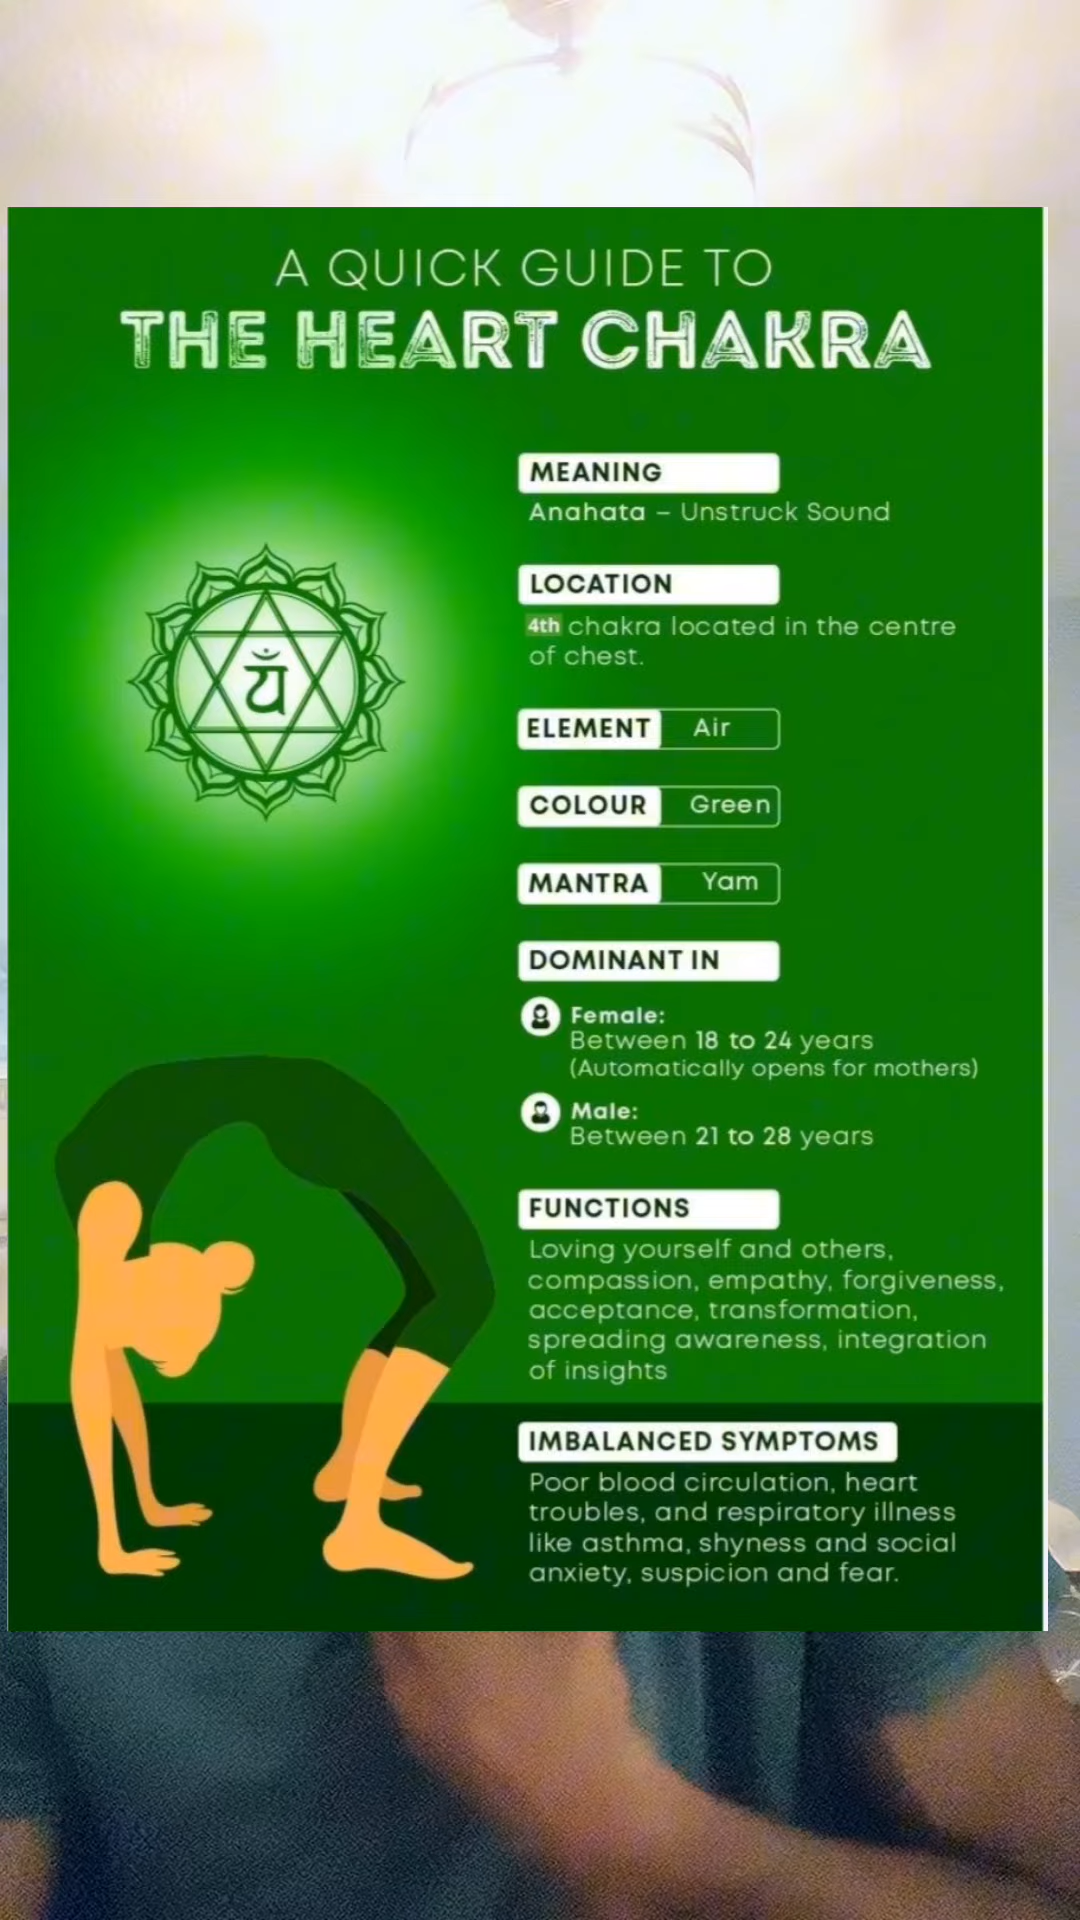 A QUICK GUIDE TO
THE HEART CHAKRA
MEANING
Anahata – Unstruck Sound
LOCATION
4th chakra located in the centre
of chest.
यं
ELEMENT Air
COLOUR Green
MANTRA Yam
DOMINANT IN
Female:
Between 18 to 24 years
(Automatically opens for mothers)
Male:
Between 21 to 28 years
FUNCTIONS
Loving yourself and others,
compassion, empathy, forgiveness,
acceptance, transformation,
spreading awareness, integration
of insights
IMBALANCED SYMPTOMS
Poor blood circulation, heart
troubles, and respiratory illness
like asthma, shyness and social
anxiety, suspicion and fear.